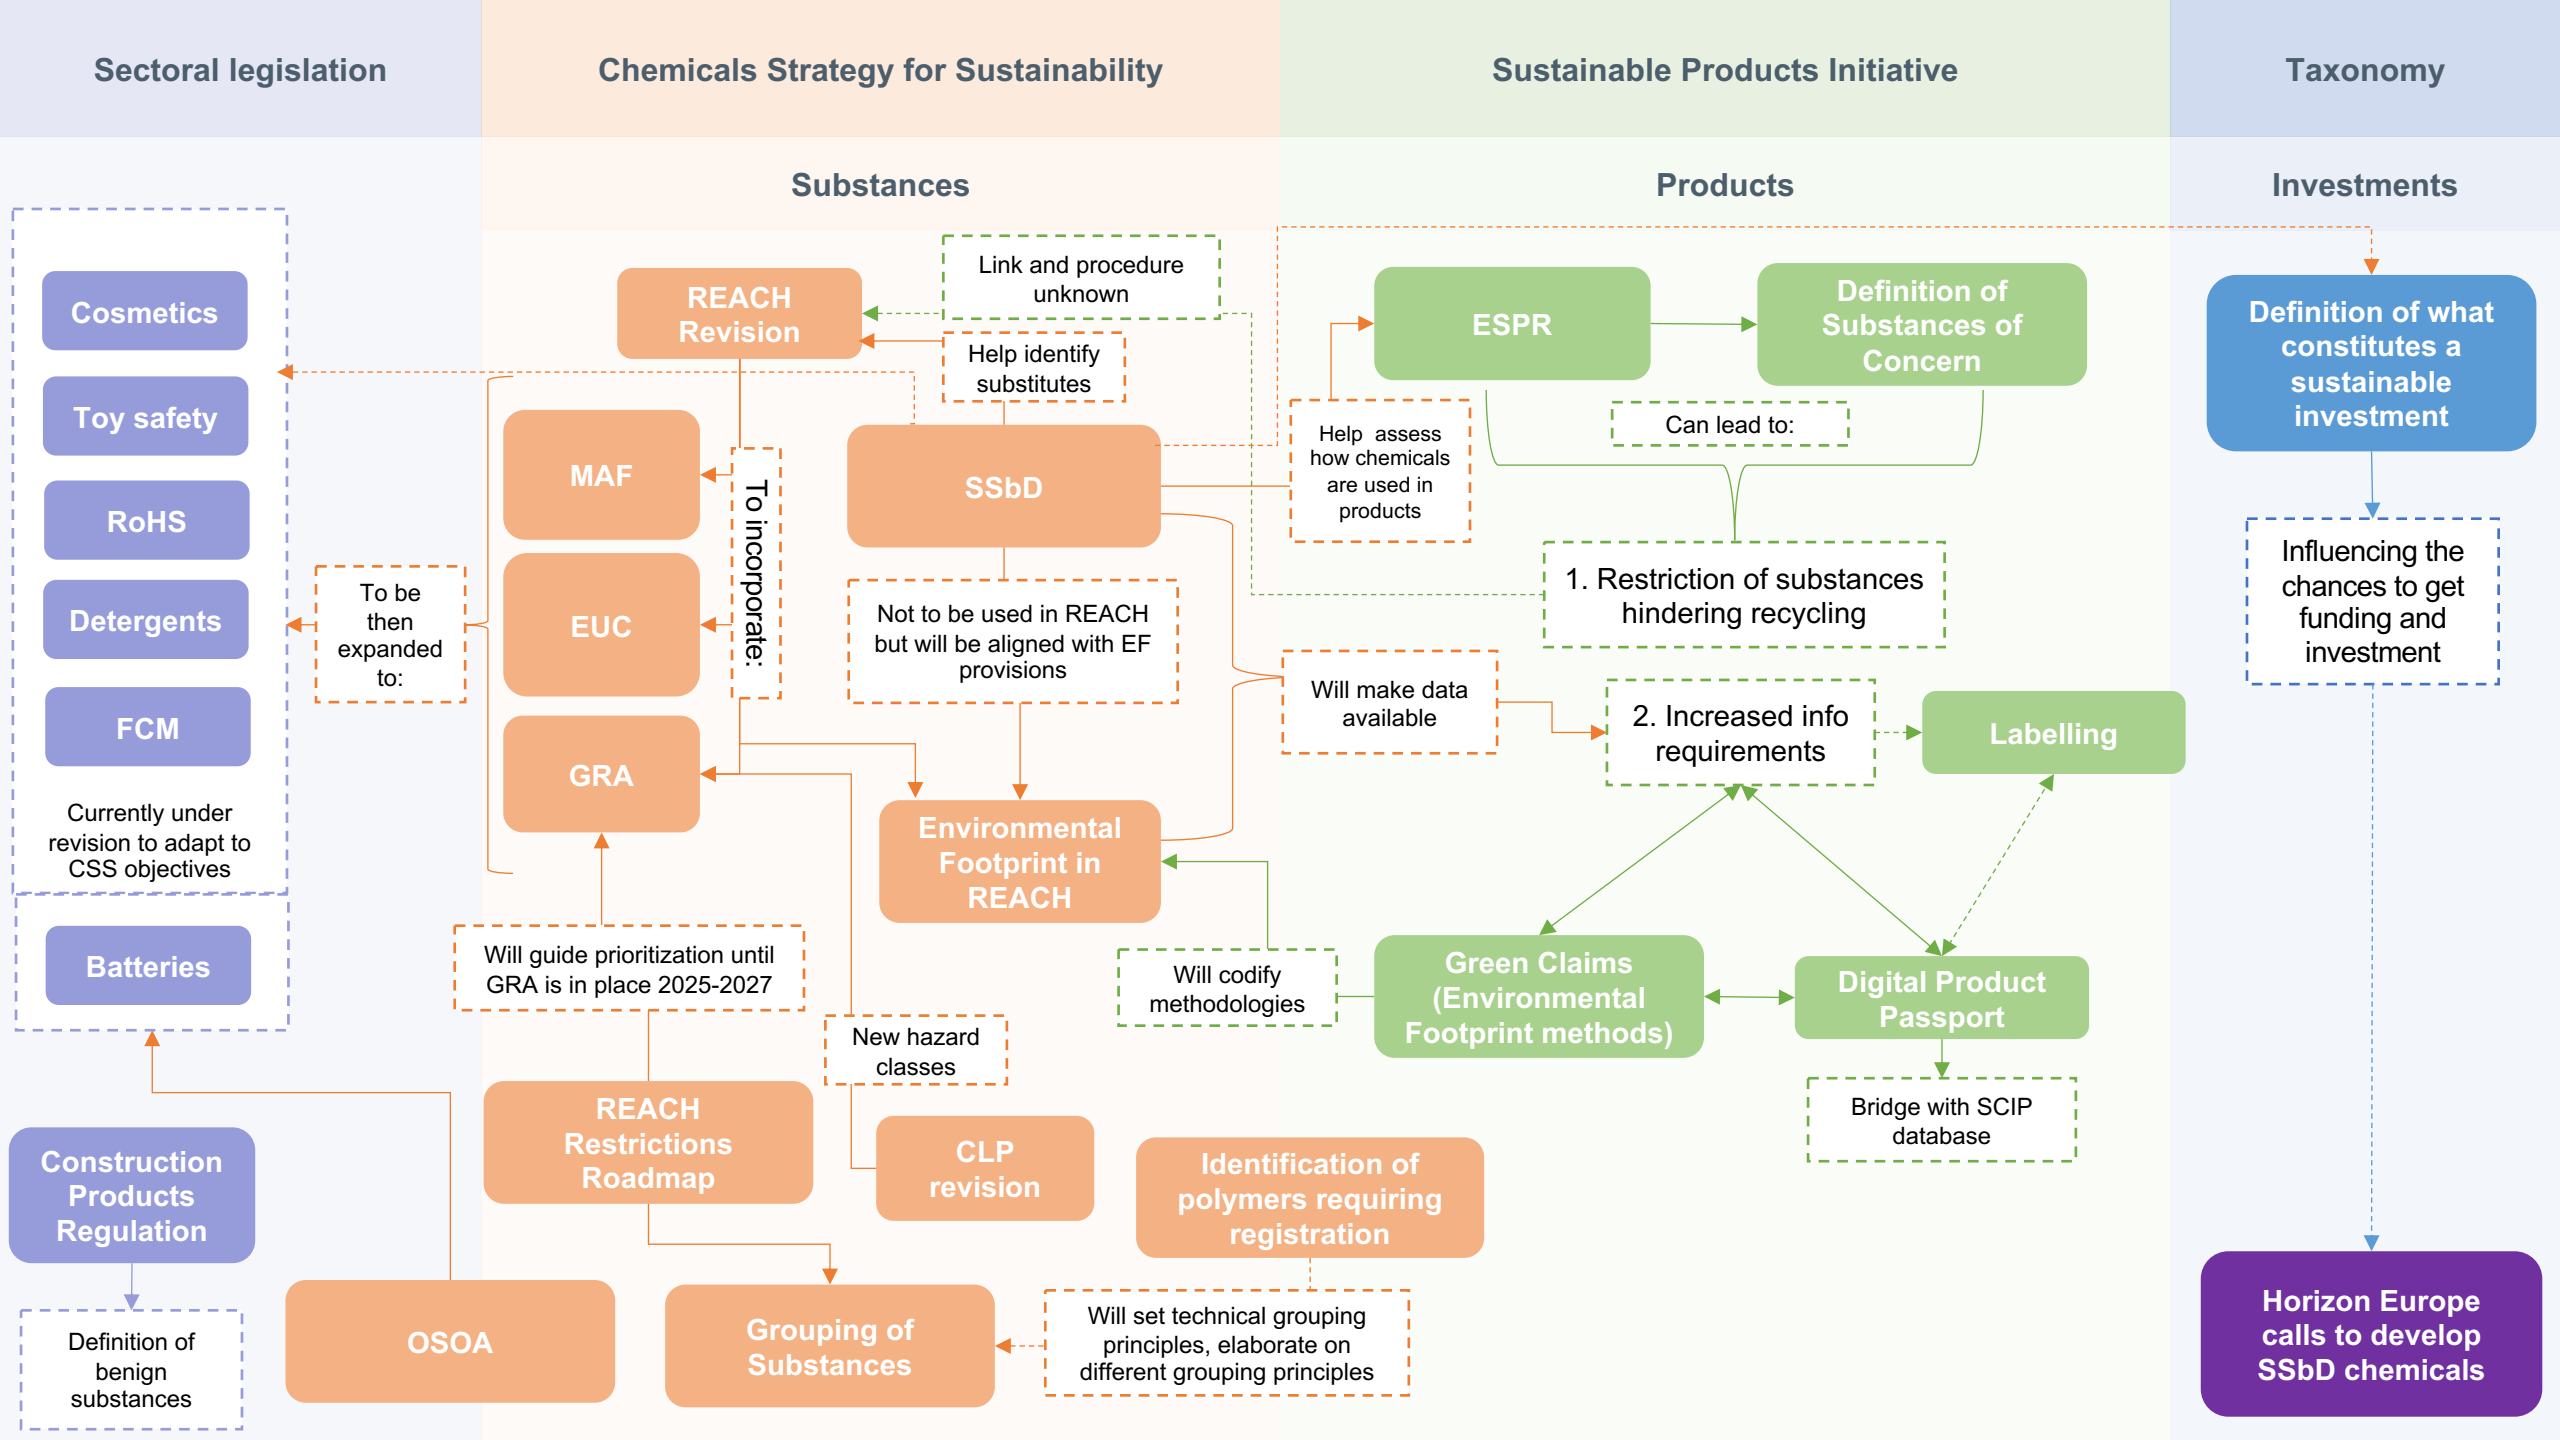 Sectoral legislation
Chemicals Strategy for Sustainability
Sustainable Products Initiative
Taxonomy
Substances
Products
Investments
Cosmetics
Toy safety
RoHS
Detergents
FCM
Currently under
revision to adapt to
CSS objectives
Batteries
Construction
Products
Regulation
Definition of
benign
substances
To be
then
expanded
to:
REACH
Revision
Link and procedure
unknown
Help identify
substitutes
MAF
EUC
GRA
To incorporate:
SSbD
Not to be used in REACH
but will be aligned with EF
provisions
Environmental
Footprint in
REACH
Will guide prioritization until
GRA is in place 2025-2027
New hazard
classes
REACH
Restrictions
Roadmap
CLP
revision
OSOA
Grouping of
Substances
Identification of
polymers requiring
registration
Will set technical grouping
principles, elaborate on
different grouping principles
ESPR
Definition of
Substances of
Concern
Help  assess
how chemicals
are used in
products
Can lead to:
1. Restriction of substances
hindering recycling
Will make data
available
2. Increased info
requirements
Labelling
Will codify
methodologies
Green Claims
(Environmental
Footprint methods)
Digital Product
Passport
Bridge with SCIP
database
Definition of what
constitutes a
sustainable
investment
Influencing the
chances to get
funding and
investment
Horizon Europe
calls to develop
SSbD chemicals